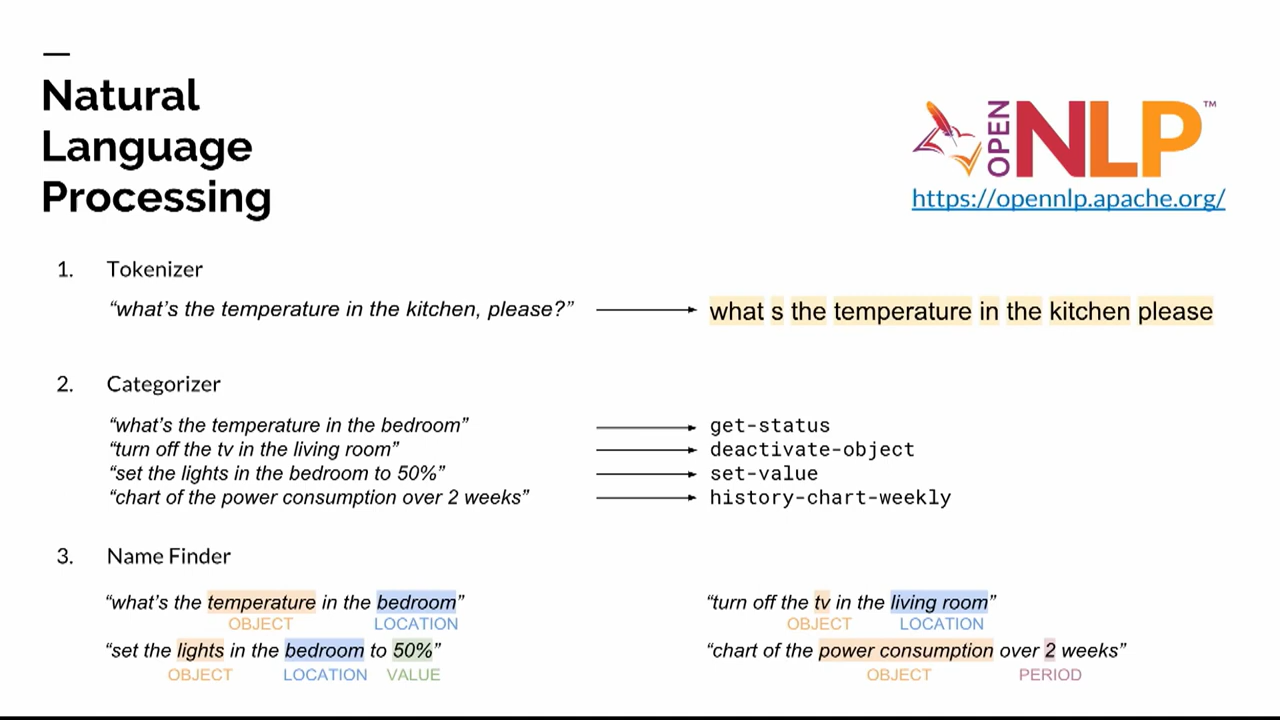 Natural
Language
Processing
OPEN NLP™
https://opennlp.apache.org/
1. Tokenizer
“what’s the temperature in the kitchen, please?” what s the temperature in the kitchen please
2. Categorizer
“what’s the temperature in the bedroom” get-status
“turn off the tv in the living room” deactivate-object
“set the lights in the bedroom to 50%” set-value
“chart of the power consumption over 2 weeks” history-chart-weekly
3. Name Finder
“what’s the temperature in the bedroom”
OBJECT LOCATION
“set the lights in the bedroom to 50%”
OBJECT LOCATION VALUE
“turn off the tv in the living room”
OBJECT LOCATION
“chart of the power consumption over 2 weeks”
OBJECT PERIOD